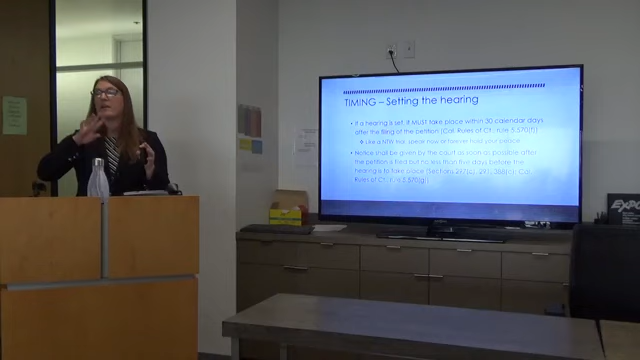 TIMING – Setting the hearing
• If a hearing is set, it MUST take place within 30 calendar days
after the filing of the petition (Cal. Rules of Ct., rule 5.570(f))
Like a NTW trial, speak now or forever hold your peace
• Notice shall be given by the court as soon as possible after
the petition is filed but no less than five days before the
hearing is to take place (Sections 297(c), 291, 388(
Cal.
Rules of Ct., r. 5.570(g))
EXPO